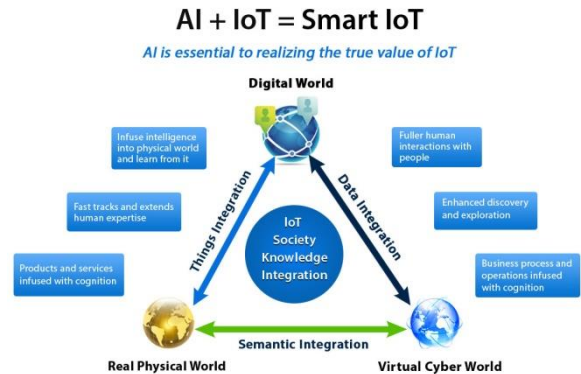 AI + IoT = Smart IoT
AI is essential to realizing the true value of IoT
Digital World
Infuse intelligence
into physical world
and learn from it
Fuller human
interactions with
people
Fast tracks and extends
human expertise
Enhanced discovery
and exploration
Products and services
infused with cognition
Business process and
operations infused
with cognition
Things Integration
Data Integration
IoT
Society
Knowledge
Integration
Semantic Integration
Real Physical World
Virtual Cyber World